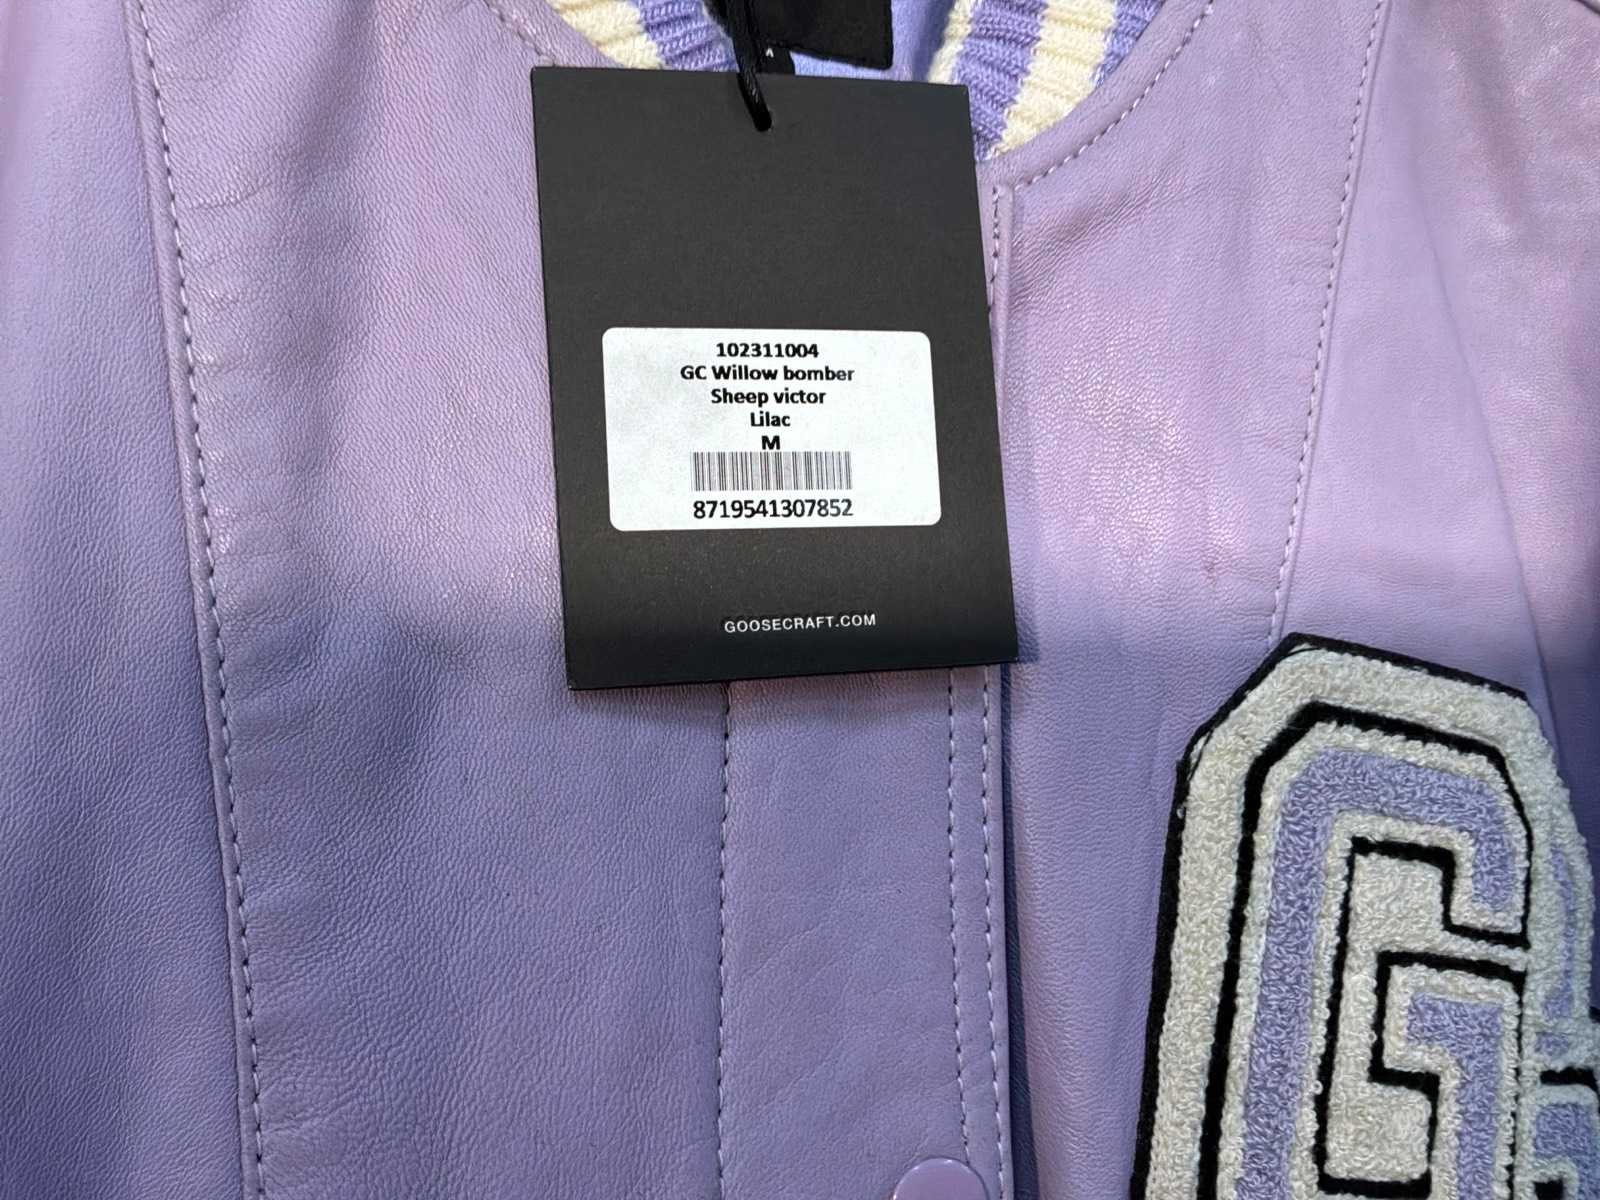 102311004
GC Willow bomber
Sheep victor
Lilac
M
8719541307852
GOOSECRAFT.COM
G